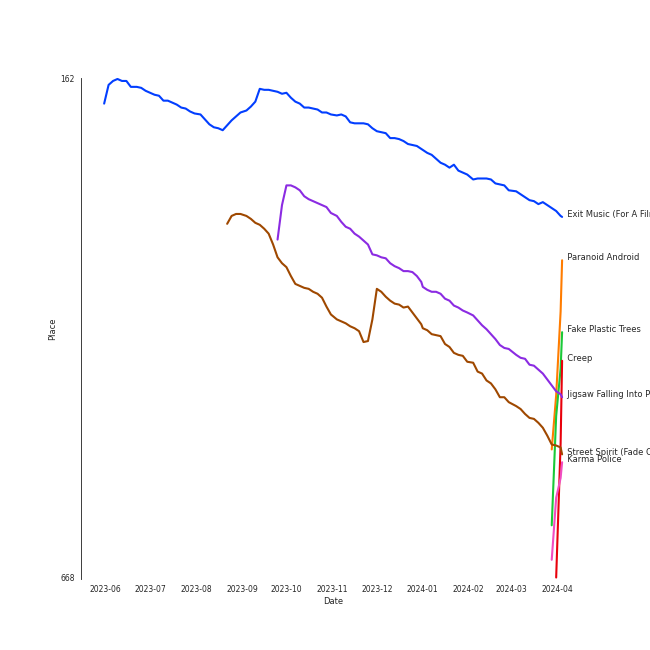 162
Exit Music (For A Fil
Paranoid Android
Fake Plastic Trees
Place
Creep
Jigsaw Falling Into P
Street Spirit (Fade O
Karma Police
668
2023-06 2023-07 2023-08 2023-09 2023-10 2023-11 2023-12 2024-01 2024-02 2024-03 2024-04
Date